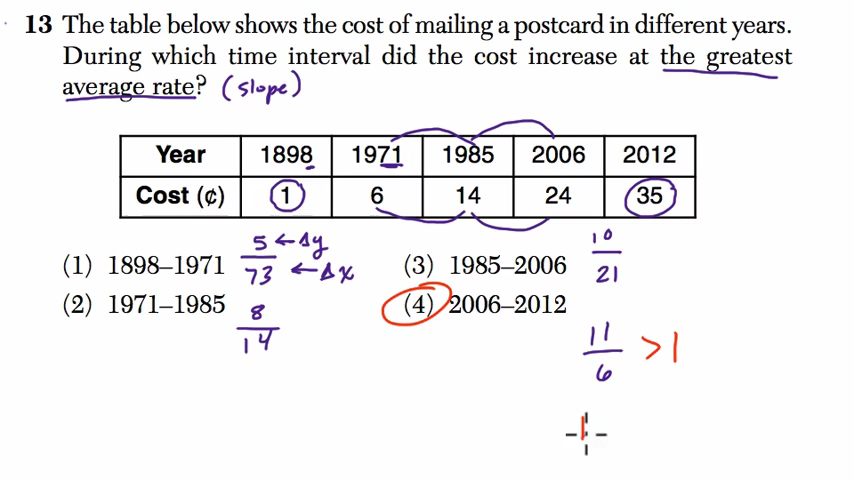 13 The table below shows the cost of mailing a postcard in different years.
During which time interval did the cost increase at the greatest
average rate? (slope)
Year 1898 1971 1985 2006 2012
Cost (¢) 1 6 14 24 35
(1) 1898–1971 5/73 ←Δy ←Δx (3) 1985–2006 10/21
(2) 1971–1985 8/14 (4) 2006–2012
11/6 >1